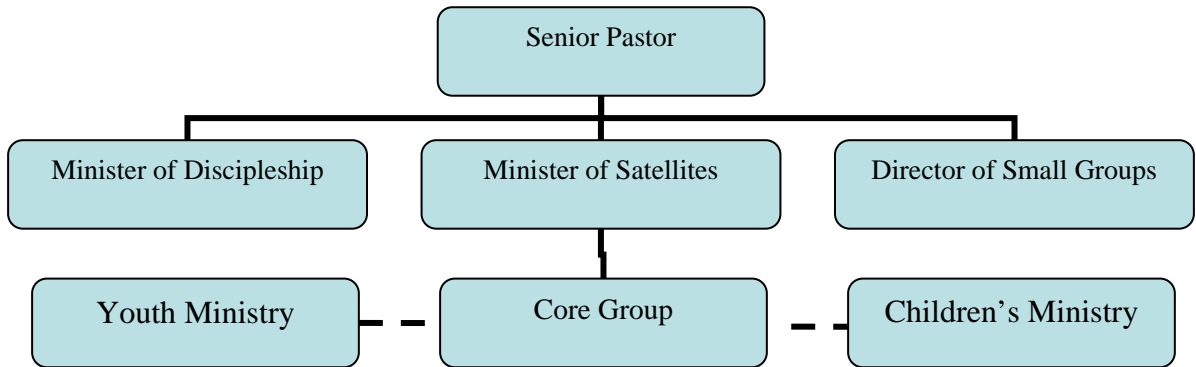 Senior Pastor
Minister of Discipleship
Minister of Satellites
Director of Small Groups
Youth Ministry
Core Group
Children’s Ministry